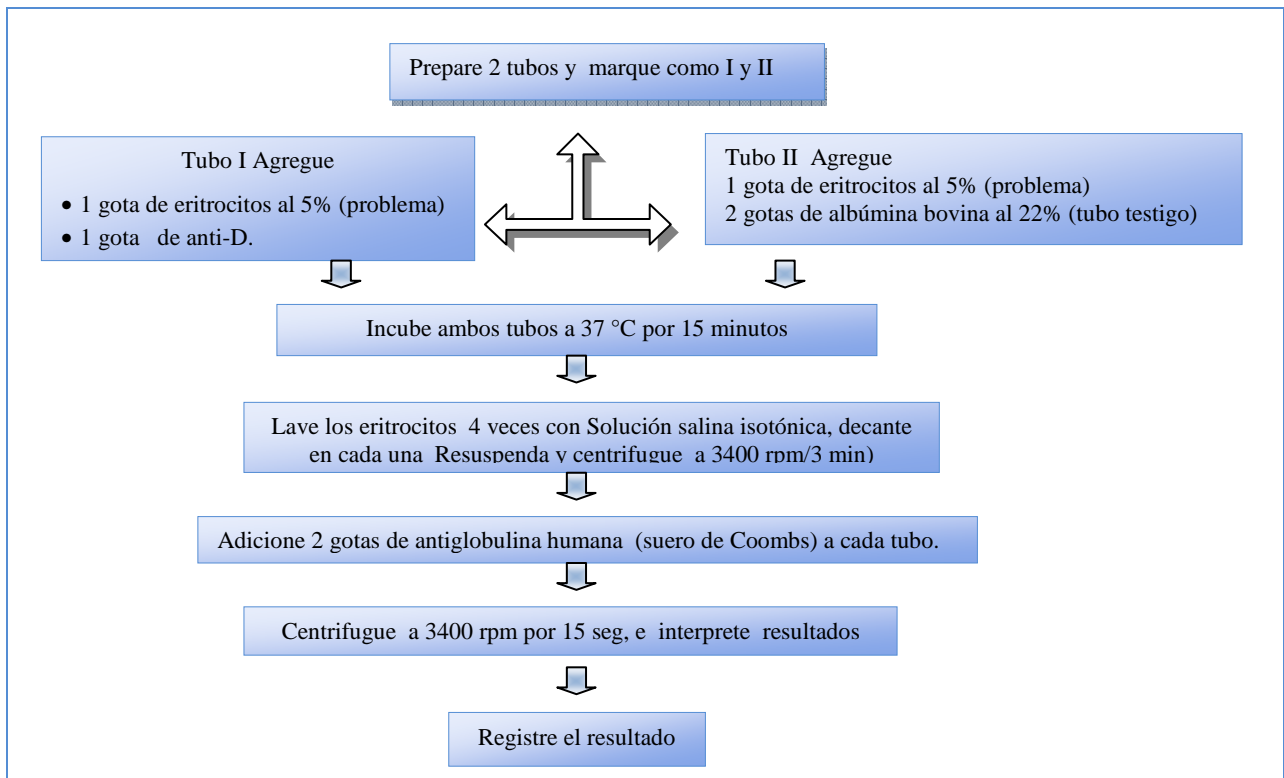 Prepare 2 tubos y marque como I y II
Tubo I Agregue
• 1 gota de eritrocitos al 5% (problema)
• 1 gota de anti-D.
Tubo II Agregue
1 gota de eritrocitos al 5% (problema)
2 gotas de albúmina bovina al 22% (tubo testigo)
Incube ambos tubos a 37 °C por 15 minutos
Lave los eritrocitos 4 veces con Solución salina isotónica, decante
en cada una Resuspenda y centrifugue a 3400 rpm/3 min)
Adicione 2 gotas de antiglobulina humana (suero de Coombs) a cada tubo.
Centrifugue a 3400 rpm por 15 seg, e interprete resultados
Registre el resultado